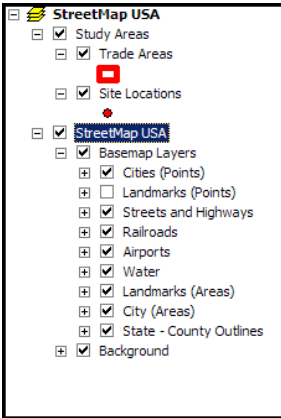 StreetMap USA
Study Areas
Trade Areas
Site Locations
StreetMap USA
Basemap Layers
Cities (Points)
Landmarks (Points)
Streets and Highways
Railroads
Airports
Water
Landmarks (Areas)
City (Areas)
State - County Outlines
Background